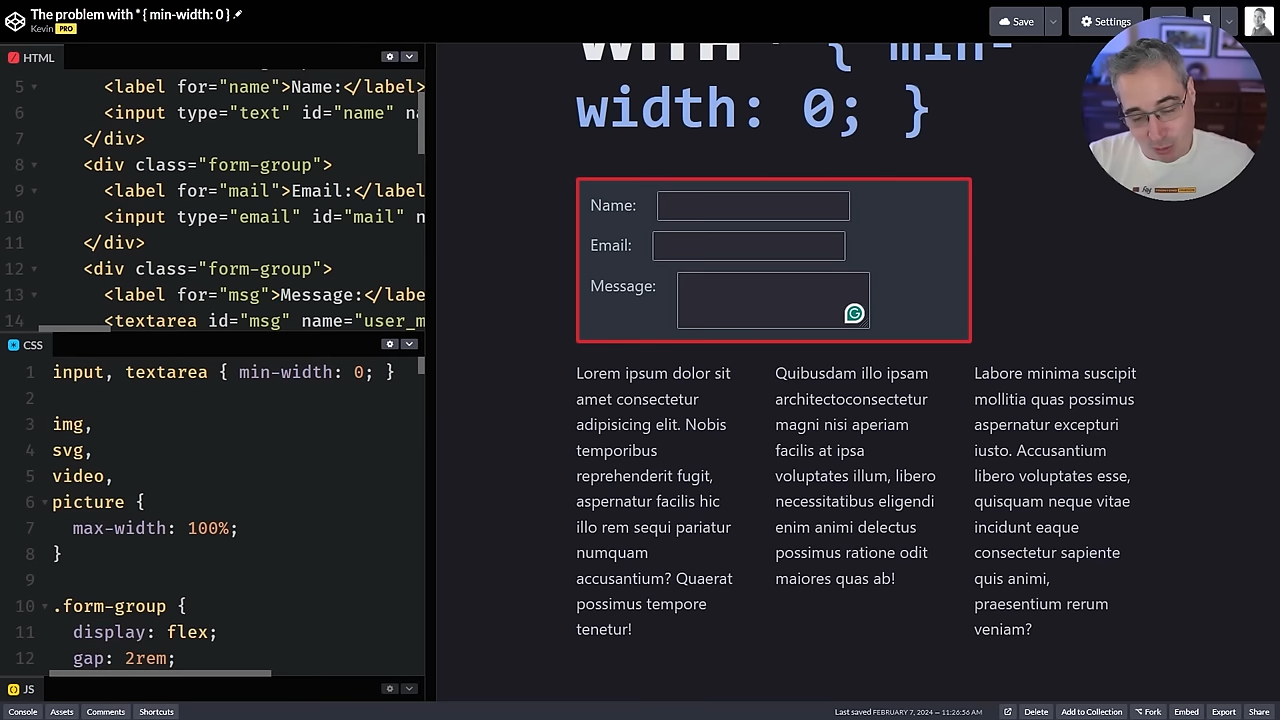 The problem with * { min-width: 0 }
Kevin PRO
Save
Settings
HTML
5 <label for="name">Name:</label>
6 <input type="text" id="name" n
7 </div>
8 <div class="form-group">
9 <label for="mail">Email:</label
10 <input type="email" id="mail" n
11 </div>
12 <div class="form-group">
13 <label for="msg">Message:</labe
14 <textarea id="msg" name="user_m
CSS
1 input, textarea { min-width: 0; }
2
3 img,
4 svg,
5 video,
6 picture {
7 max-width: 100%;
8 }
9
10 .form-group {
11 display: flex;
12 gap: 2rem;
JS
with * { min-
width: 0; }
Name:
Email:
Message:
Lorem ipsum dolor sit
amet consectetur
adipisicing elit. Nobis
temporibus
reprehenderit fugit,
aspernatur facilis hic
illo rem sequi pariatur
numquam
accusantium? Quaerat
possimus tempore
tenetur!
Quibusdam illo ipsam
architectoconsectetur
magni nisi aperiam
facilis at ipsa
voluptates illum, libero
necessitatibus eligendi
enim animi delectus
possimus ratione odit
maiores quas ab!
Labore minima suscipit
mollitia quas possimus
aspernatur excepturi
iusto. Accusantium
libero voluptates esse,
quisquam neque vitae
incidunt eaque
consectetur sapiente
quis animi,
praesentium rerum
veniam?
Console Assets Comments Shortcuts
Last saved FEBRUARY 7, 2024 — 11:26:56 AM
Delete Add to Collection Fork Embed Export Share